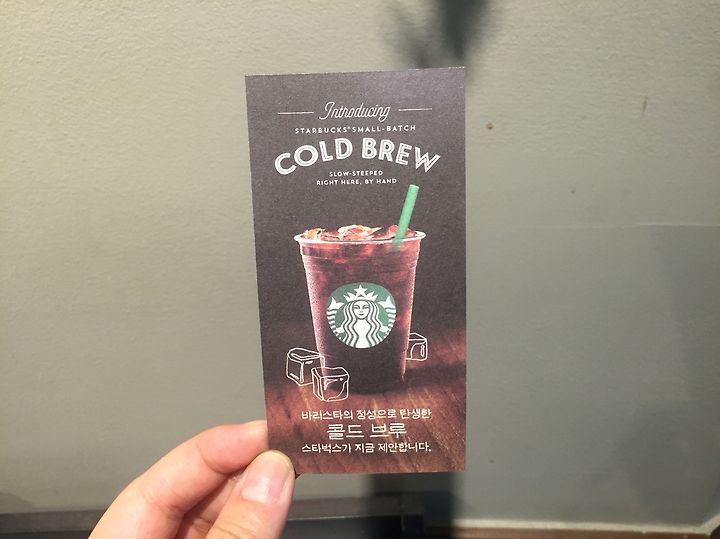 Introducing
STARBUCKS® SMALL-BATCH
COLD BREW
SLOW-STEEPED
RIGHT HERE, BY HAND
바리스타의 정성으로 탄생한
콜드 브루
스타벅스가 지금 제안합니다.